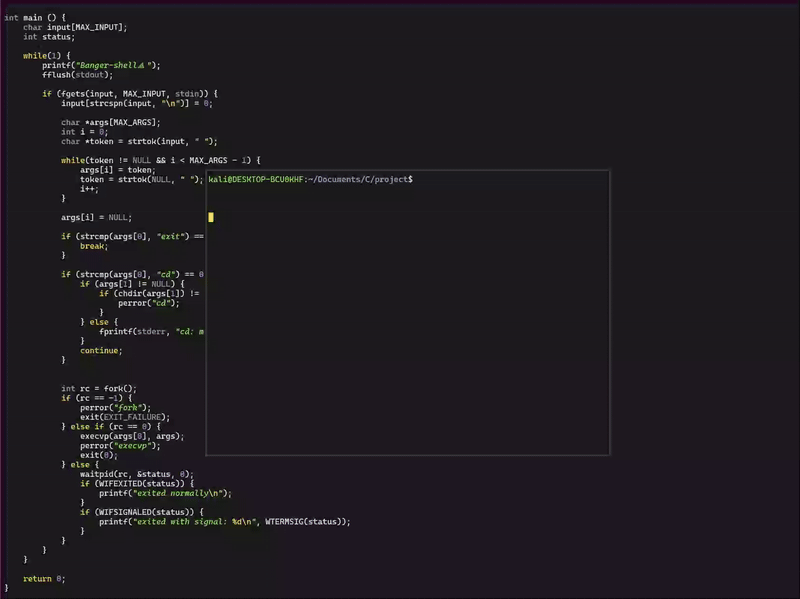 int main () {
char input[MAX_INPUT];
int status;
while(1) {
printf("Banger-shell⁂ ");
fflush(stdout);
if (fgets(input, MAX_INPUT, stdin)) {
input[strcspn(input, "\n")] = 0;
char *args[MAX_ARGS];
int i = 0;
char *token = strtok(input, " ");
while(token != NULL && i < MAX_ARGS - 1) {
args[i] = token;
token = strtok(NULL, " ");
i++;
}
args[i] = NULL;
if (strcmp(args[0], "exit") ==
break;
}
if (strcmp(args[0], "cd") == 0
if (args[1] != NULL) {
if (chdir(args[1]) !=
perror("cd");
}
} else {
fprintf(stderr, "cd: m
}
continue;
}
int rc = fork();
if (rc == -1) {
perror("fork");
exit(EXIT_FAILURE);
} else if (rc == 0) {
execvp(args[0], args);
perror("execvp");
exit(0);
} else {
waitpid(rc, &status, 0);
if (WIFEXITED(status)) {
printf("exited normally\n");
}
if (WIFSIGNALED(status)) {
printf("exited with signal: %d\n", WTERMSIG(status));
}
}
}
}
return 0;
}
kali@DESKTOP-BCU0KHF:~/Documents/C/project$